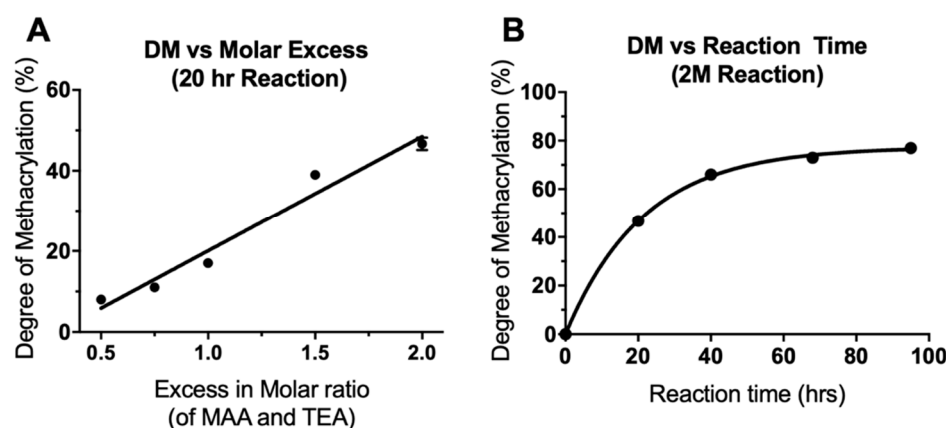 A
DM vs Molar Excess
(20 hr Reaction)
Degree of Methacrylation (%)
60
40
20
0
0.5
1.0
1.5
2.0
Excess in Molar ratio
(of MAA and TEA)
B
DM vs Reaction Time
(2M Reaction)
Degree of Methacrylation (%)
100
80
60
40
20
0
0
20
40
60
80
100
Reaction time (hrs)